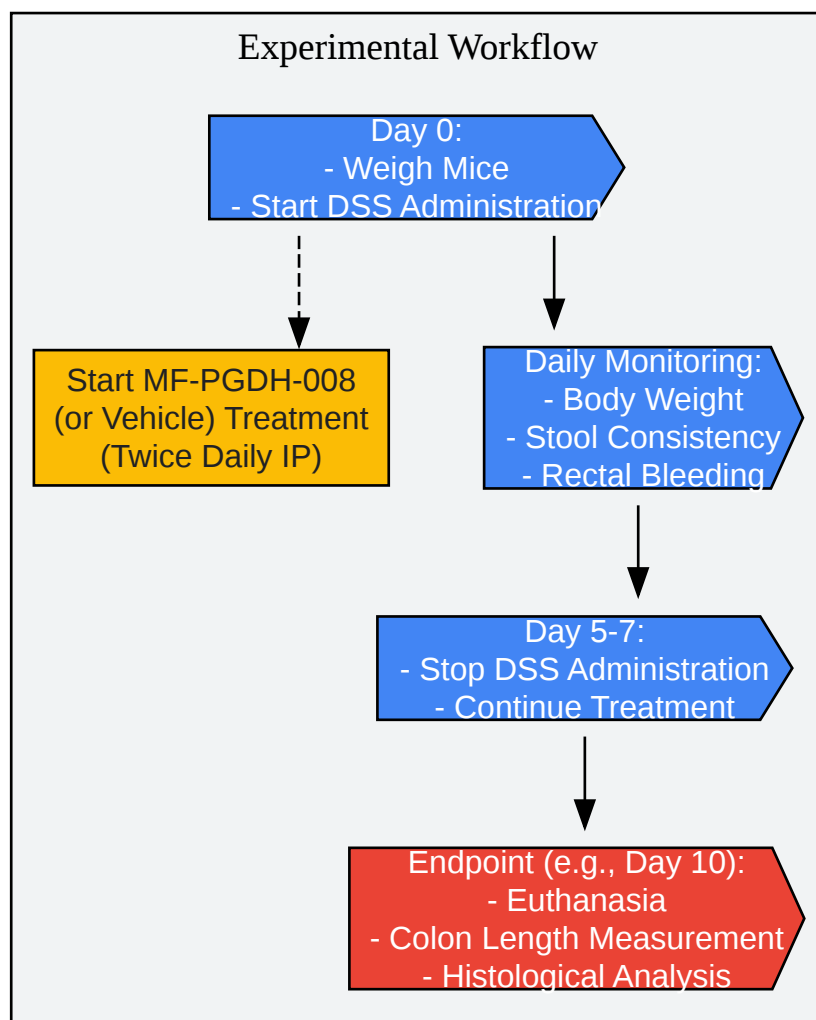 Experimental Workflow
Day 0:
- Weigh Mice
- Start DSS Administration
Start MF-PGDH-008
(or Vehicle) Treatment
(Twice Daily IP)
Daily Monitoring:
- Body Weight
- Stool Consistency
- Rectal Bleeding
Day 5-7:
- Stop DSS Administration
- Continue Treatment
Endpoint (e.g., Day 10):
- Euthanasia
- Colon Length Measurement
- Histological Analysis